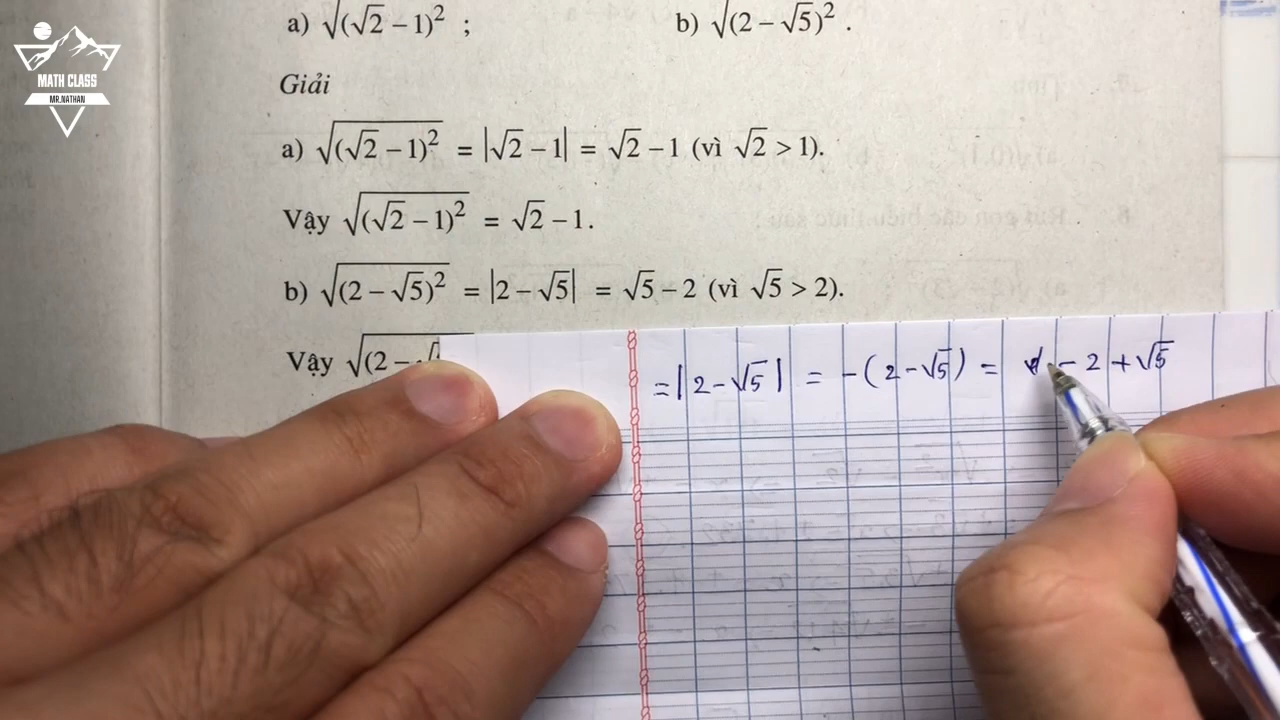 MATH CLASS
MR.NATHAN
a) √(√2 − 1)² ; b) √(2 − √5)² .
Giải
a) √(√2 − 1)² = |√2 − 1| = √2 − 1 (vì √2 > 1).
Vậy √(√2 − 1)² = √2 − 1.
b) √(2 − √5)² = |2 − √5| = √5 − 2 (vì √5 > 2).
Vậy √(2 − √
= |2 − √5| = −(2 − √5) = − 2 + √5